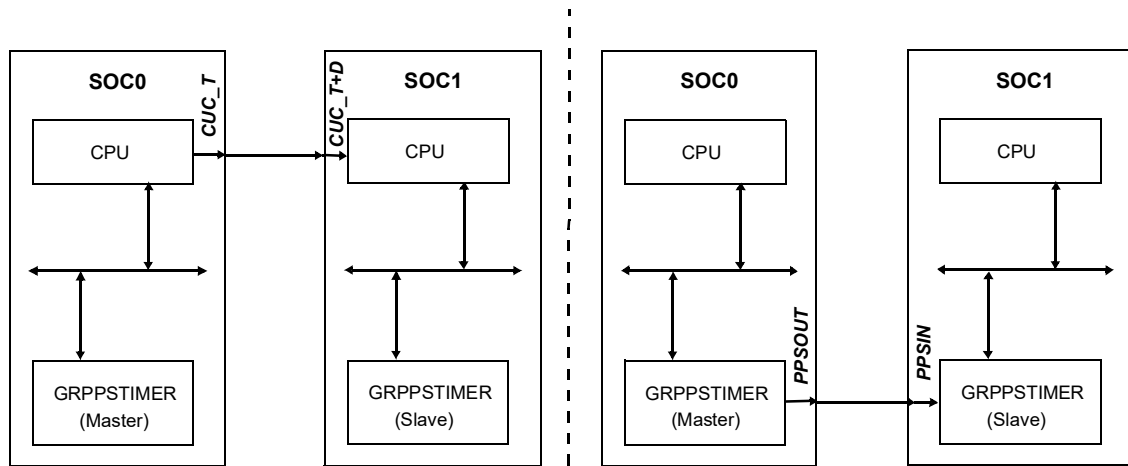 SOC0
CUC_T
CPU
GRPPSTIMER
(Master)
SOC1
CUC_T+D
CPU
GRPPSTIMER
(Slave)
SOC0
CPU
PPSOUT
GRPPSTIMER
(Master)
SOC1
CPU
PPSIN
GRPPSTIMER
(Slave)